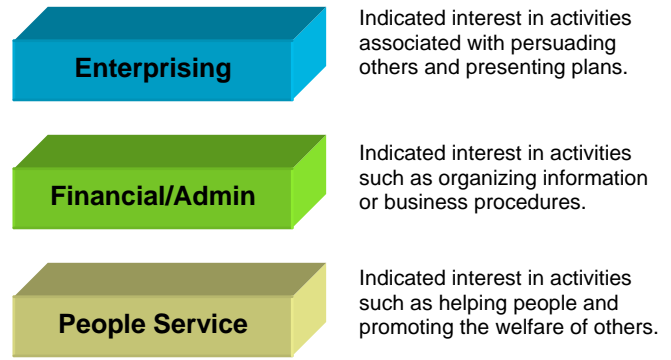 Enterprising
Indicated interest in activities
associated with persuading
others and presenting plans.
Financial/Admin
Indicated interest in activities
such as organizing information
or business procedures.
People Service
Indicated interest in activities
such as helping people and
promoting the welfare of others.